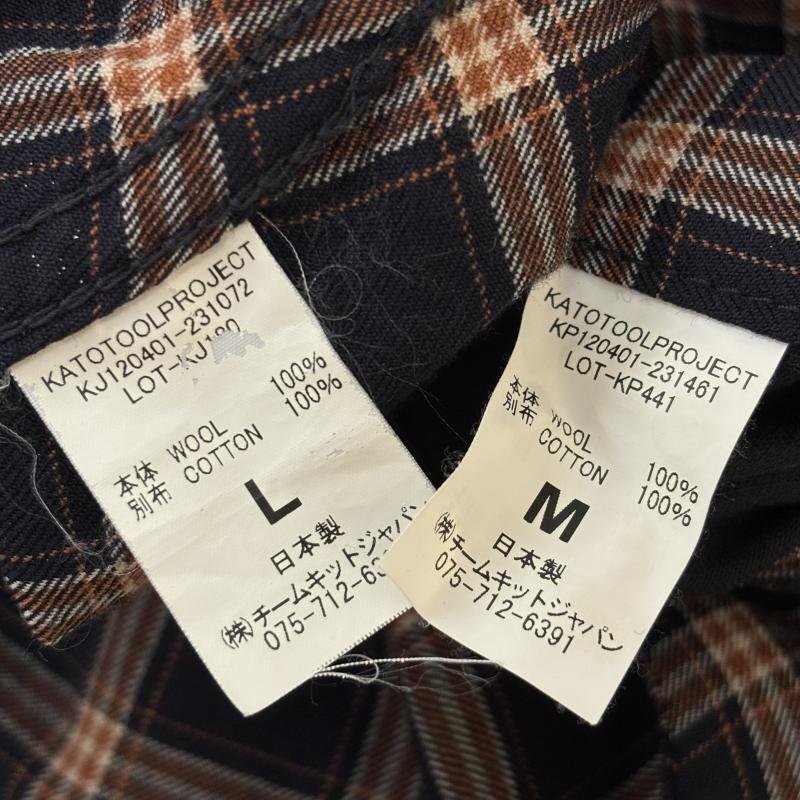 KATOTOOLPROJECT
KJ120401-231072
本体 WOOL 100%
別布 COTTON 100%
L
日本製
(株)チームキットジャパン
075-712-63
KATOTOOLPROJECT
KP120401-231461
LOT-KP441
本体 WOOL 100%
別布 COTTON 100%
M
日本製
(株)チームキットジャパン
075-712-6391